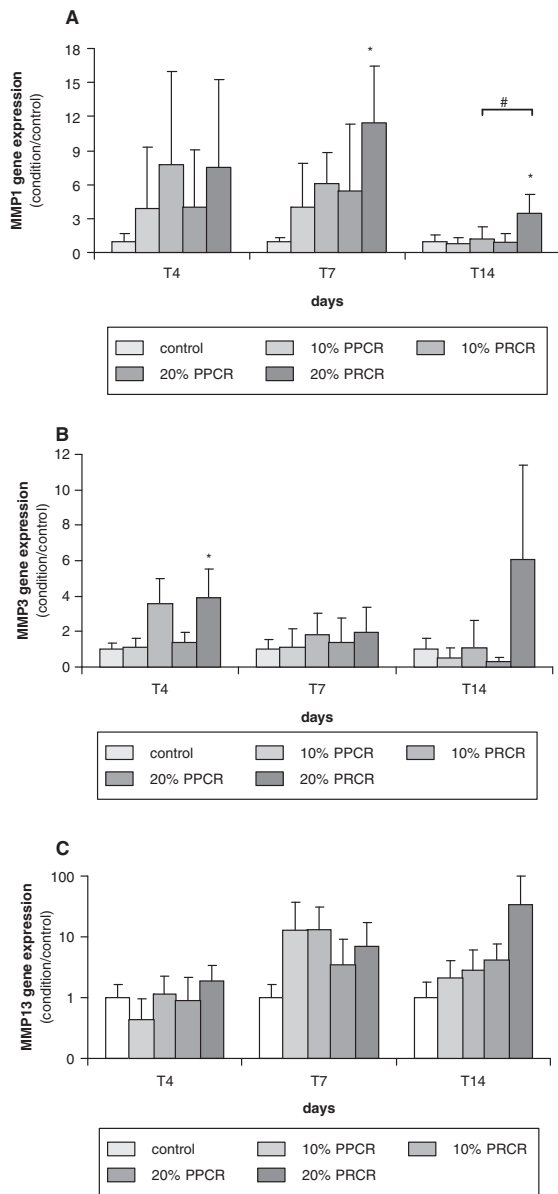 A
MMP1 gene expression
(condition/control)
18
15
12
9
6
3
0
*
#
*
T4 T7 T14
days
control 10% PPCR 10% PRCR
20% PPCR 20% PRCR
B
MMP3 gene expression
(condition/control)
12
10
8
6
4
2
0
*
T4 T7 T14
days
control 10% PPCR 10% PRCR
20% PPCR 20% PRCR
C
MMP13 gene expression
(condition/control)
100
10
1
0
T4 T7 T14
days
control 10% PPCR 10% PRCR
20% PPCR 20% PRCR